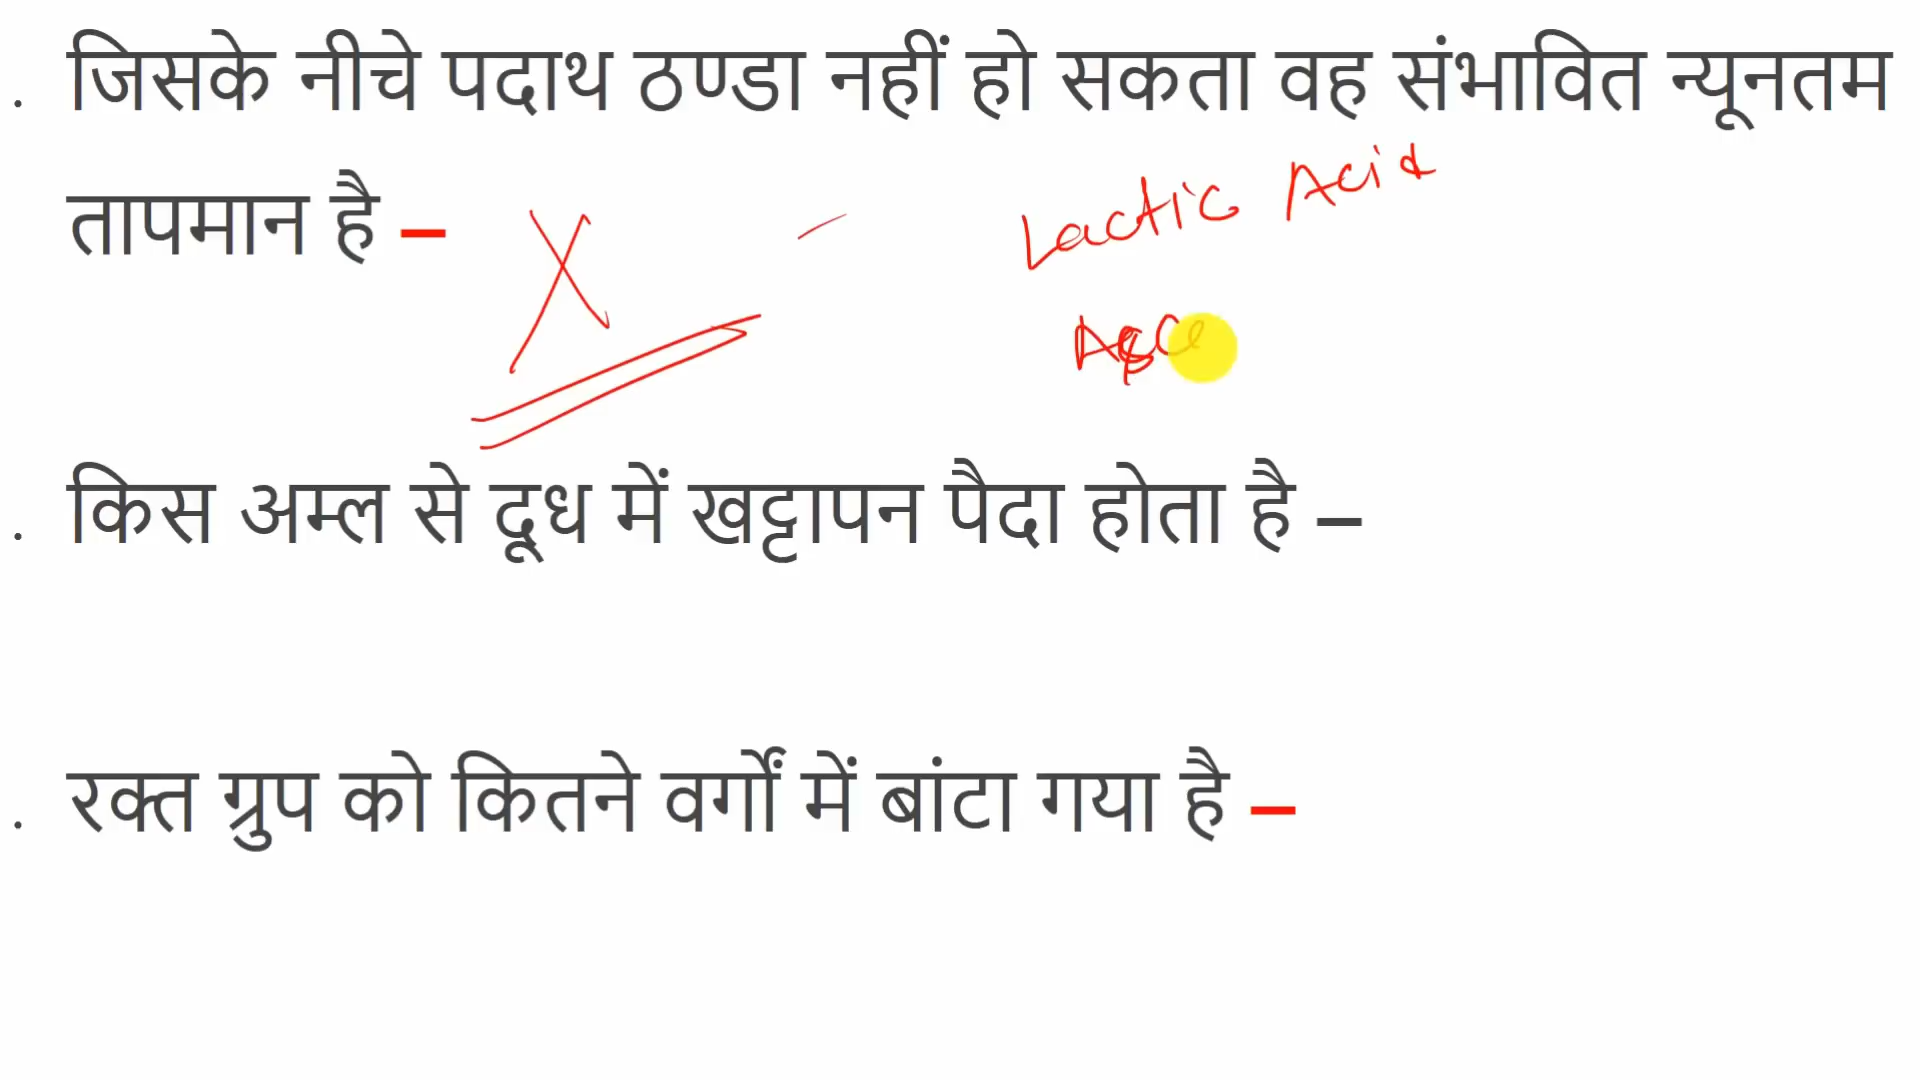 . जिसके नीचे पदाथ ठण्डा नहीं हो सकता वह संभावित न्यूनतम
तापमान है –
Lactic Acid
. किस अम्ल से दूध में खट्टापन पैदा होता है –
. रक्त ग्रुप को कितने वर्गों में बांटा गया है –